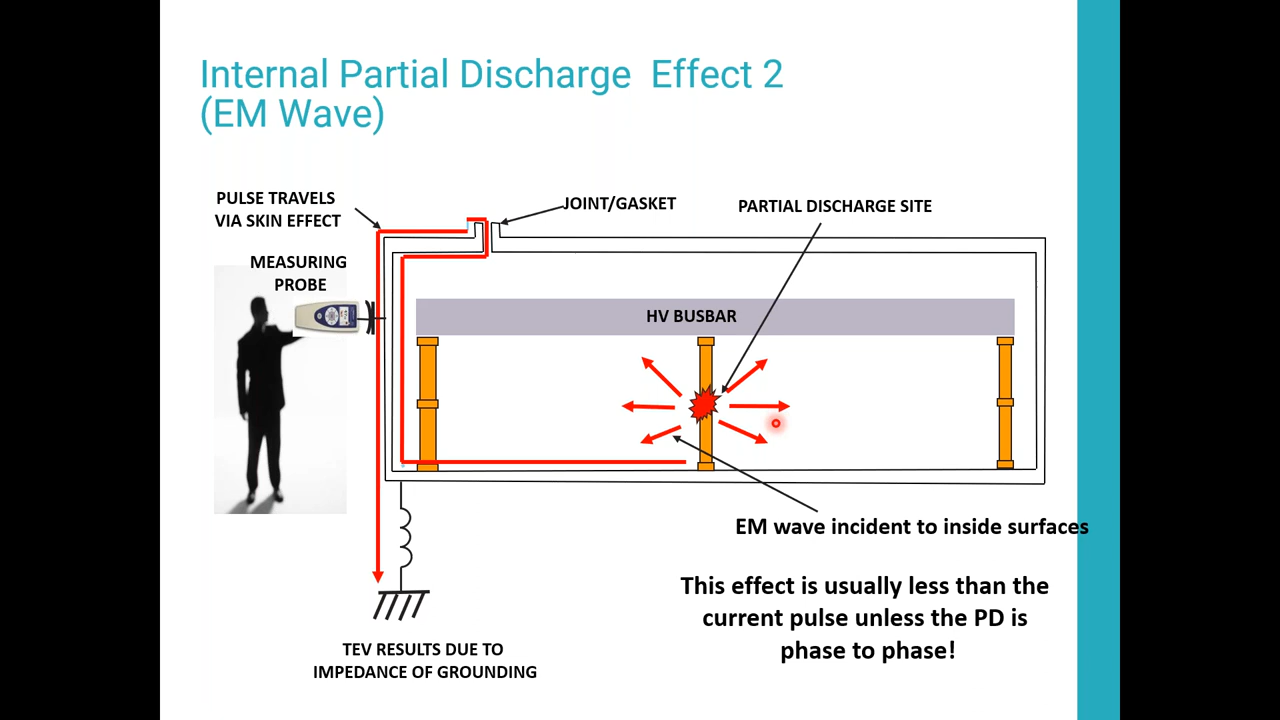 Internal Partial Discharge Effect 2
(EM Wave)
PULSE TRAVELS
VIA SKIN EFFECT
JOINT/GASKET
PARTIAL DISCHARGE SITE
MEASURING
PROBE
HV BUSBAR
EM wave incident to inside surfaces
This effect is usually less than the
current pulse unless the PD is
phase to phase!
TEV RESULTS DUE TO
IMPEDANCE OF GROUNDING